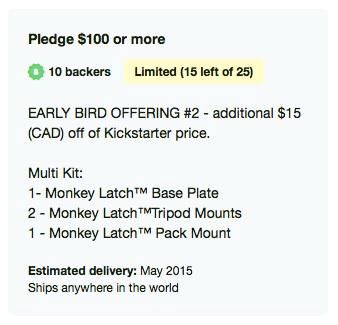 Pledge $100 or more
10 backers Limited (15 left of 25)
EARLY BIRD OFFERING #2 - additional $15
(CAD) off of Kickstarter price.
Multi Kit:
1- Monkey Latch™ Base Plate
2 - Monkey Latch™Tripod Mounts
1 - Monkey Latch™ Pack Mount
Estimated delivery: May 2015
Ships anywhere in the world